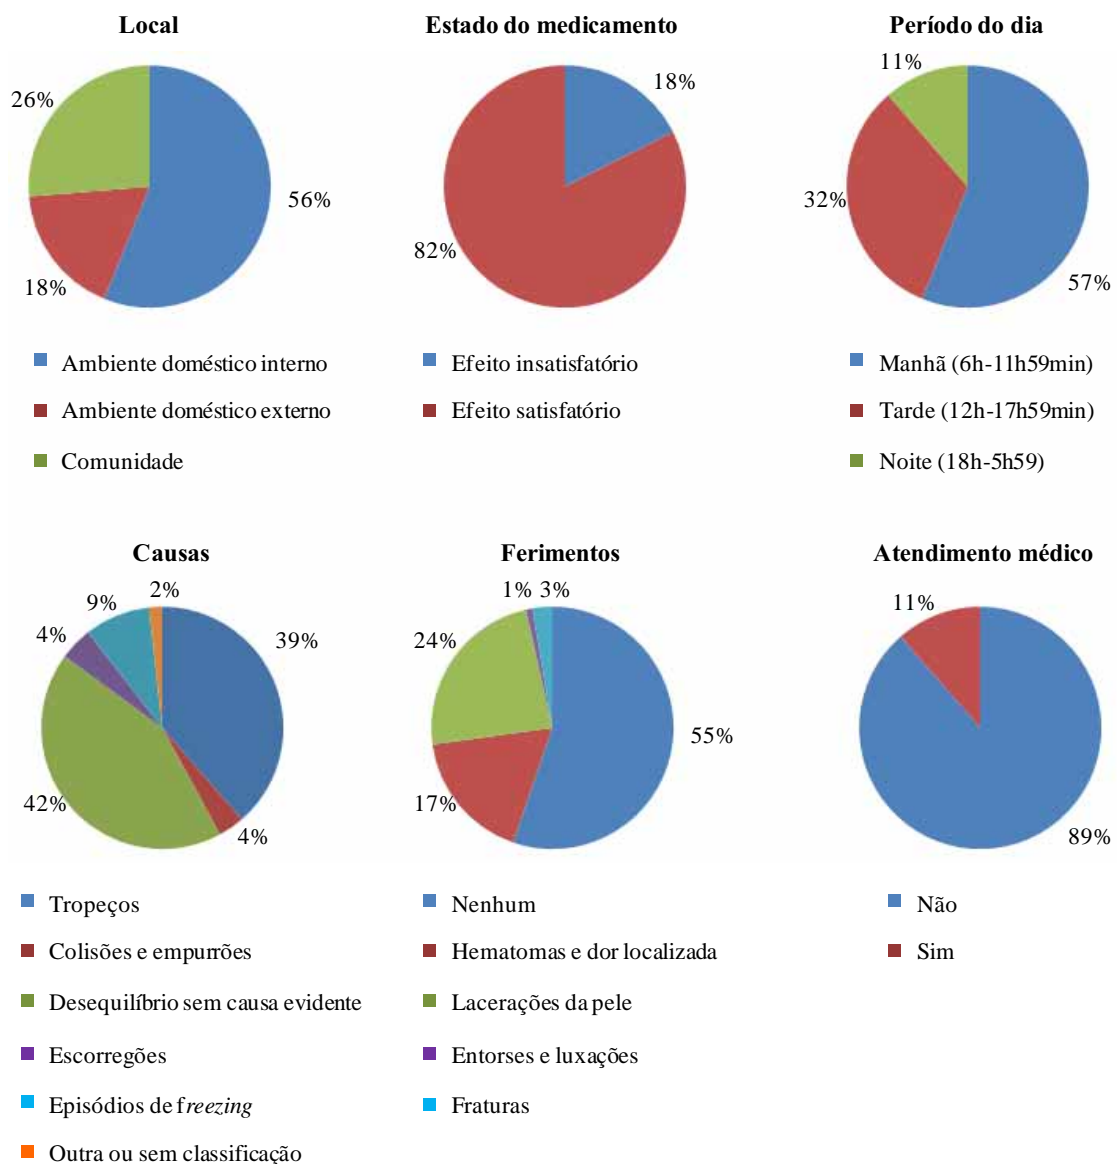 Local
26%
56%
18%
Ambiente doméstico interno
Ambiente doméstico externo
Comunidade
Estado do medicamento
18%
82%
Efeito insatisfatório
Efeito satisfatório
Período do dia
11%
32%
57%
Manhã (6h-11h59min)
Tarde (12h-17h59min)
Noite (18h-5h59)
Causas
2%
9%
4%
39%
42%
4%
Tropeços
Colisões e empurrões
Desequilíbrio sem causa evidente
Escorregões
Episódios de freezing
Outra ou sem classificação
Ferimentos
1%
3%
24%
55%
17%
Nenhum
Hematomas e dor localizada
Lacerações da pele
Entorses e luxações
Fraturas
Atendimento médico
11%
89%
Não
Sim